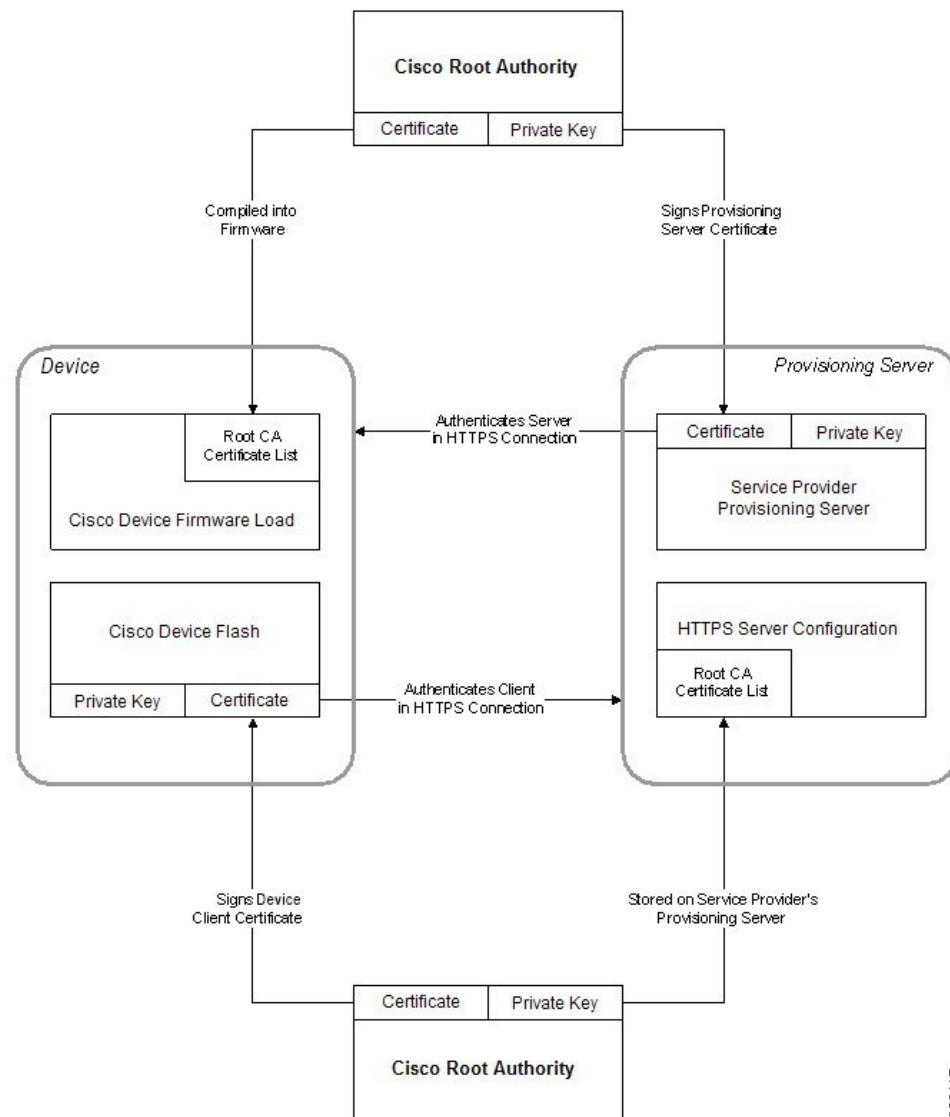 Cisco Root Authority
Certificate
Private Key
Compiled into
Firmware
Signs Provisioning
Server Certificate
Device
Provisioning Server
Root CA
Certificate List
Cisco Device Firmware Load
Authenticates Server
in HTTPS Connection
Certificate
Private Key
Service Provider
Provisioning Server
Cisco Device Flash
Private Key
Certificate
Authenticates Client
in HTTPS Connection
HTTPS Server Configuration
Root CA
Certificate List
Signs Device
Client Certificate
Stored on Service Provider's
Provisioning Server
Certificate
Private Key
Cisco Root Authority